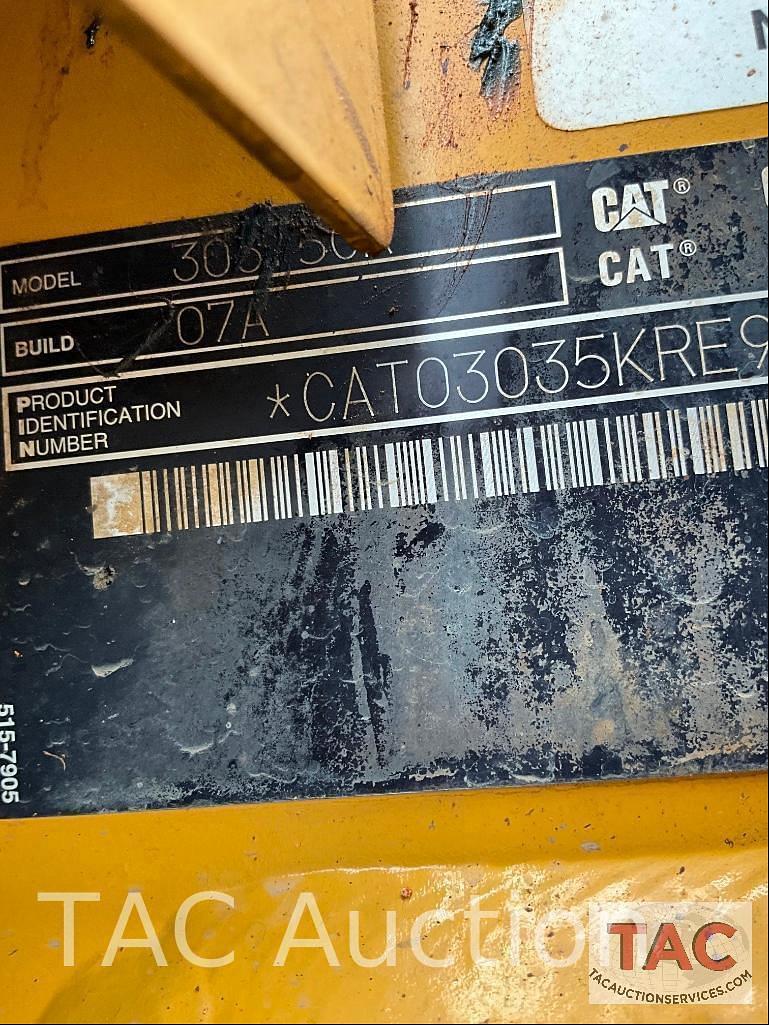 CAT®
MODEL
CAT®
BUILD 07A
PRODUCT
IDENTIFICATION
NUMBER
*CAT03035KRE9
515-7905
TAC Auction
TAC
TACAUCTIONSERVICES.COM